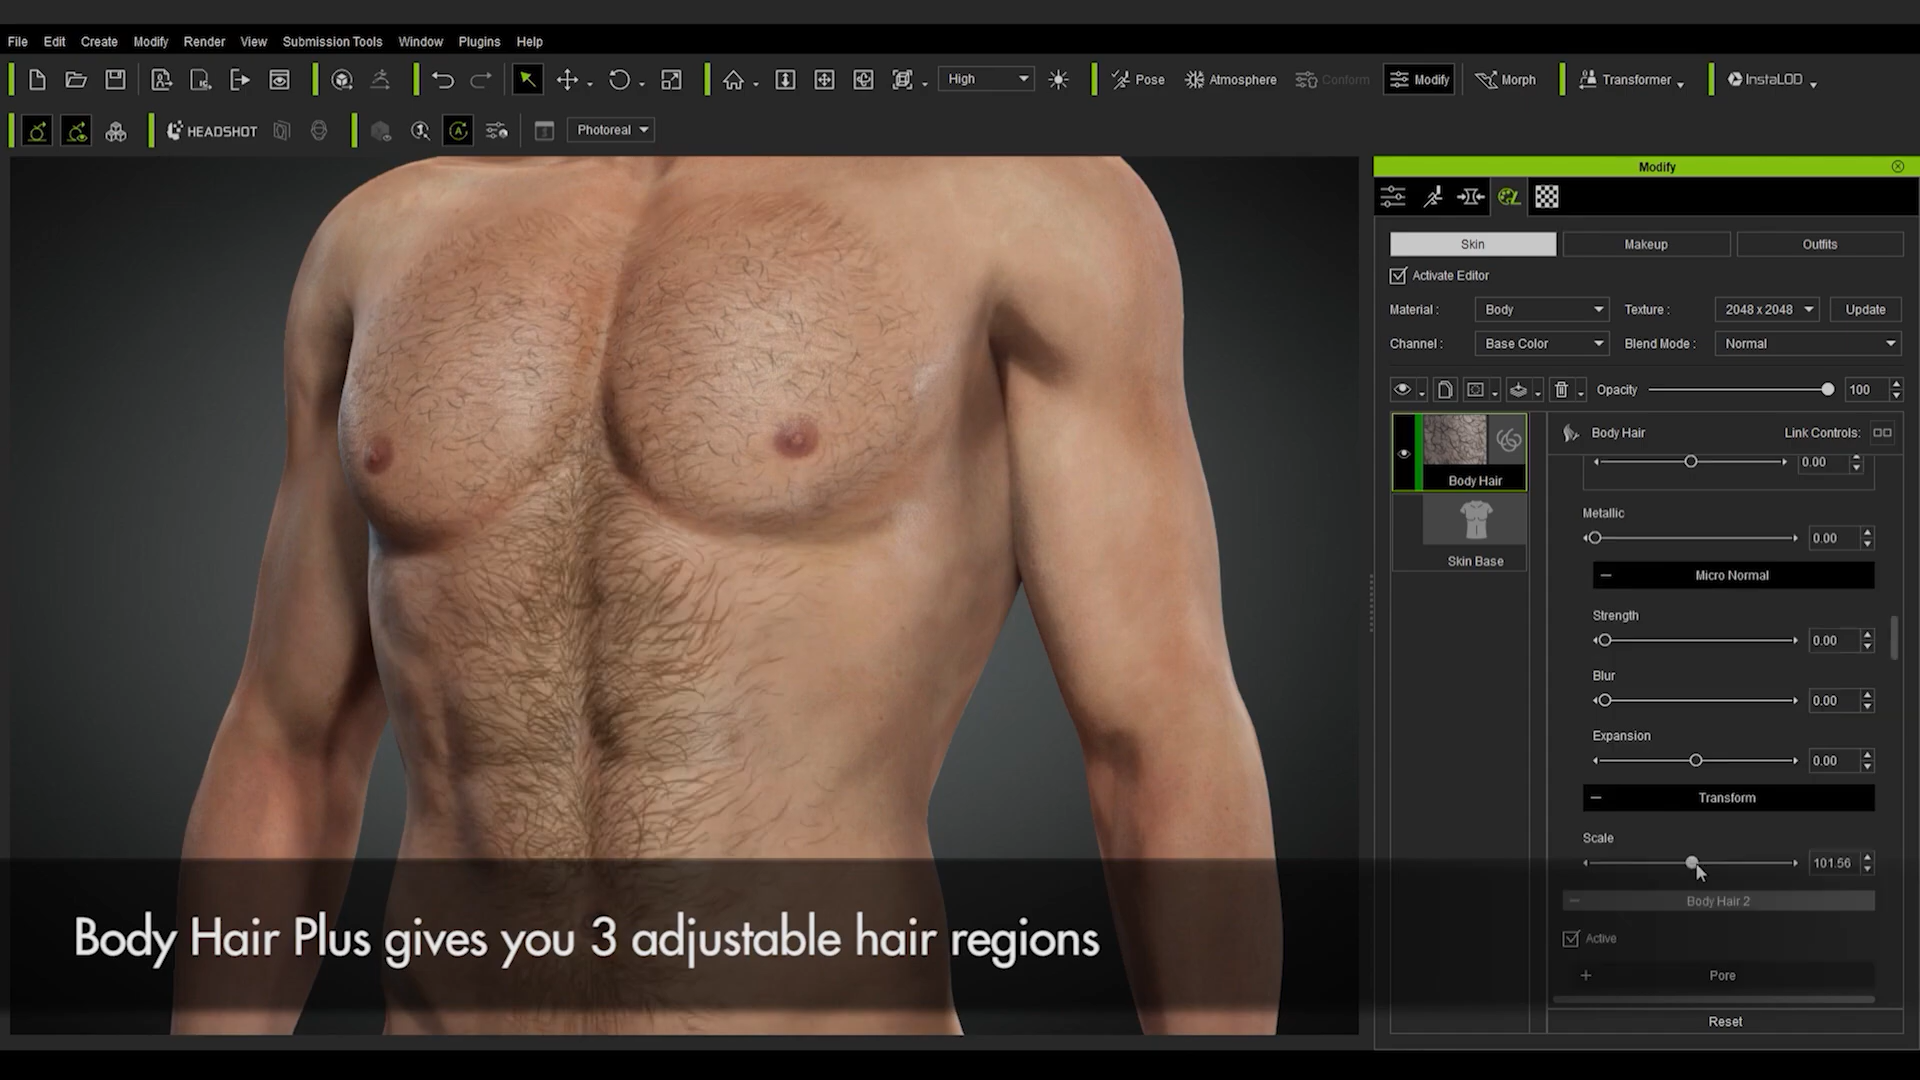 File Edit Create Modify Render View Submission Tools Window Plugins Help
High Pose Atmosphere Conform Modify Morph Transformer InstaLOD
HEADSHOT Photoreal
Modify
Skin Makeup Outfits
Activate Editor
Material : Body Texture : 2048 x 2048 Update
Channel : Base Color Blend Mode : Normal
Opacity 100
Body Hair Link Controls:
0.00
Body Hair
Metallic
0.00
Skin Base
Micro Normal
Strength
0.00
Blur
0.00
Expansion
0.00
Transform
Scale
101.56
Body Hair 2
Active
Pore
Reset
Body Hair Plus gives you 3 adjustable hair regions